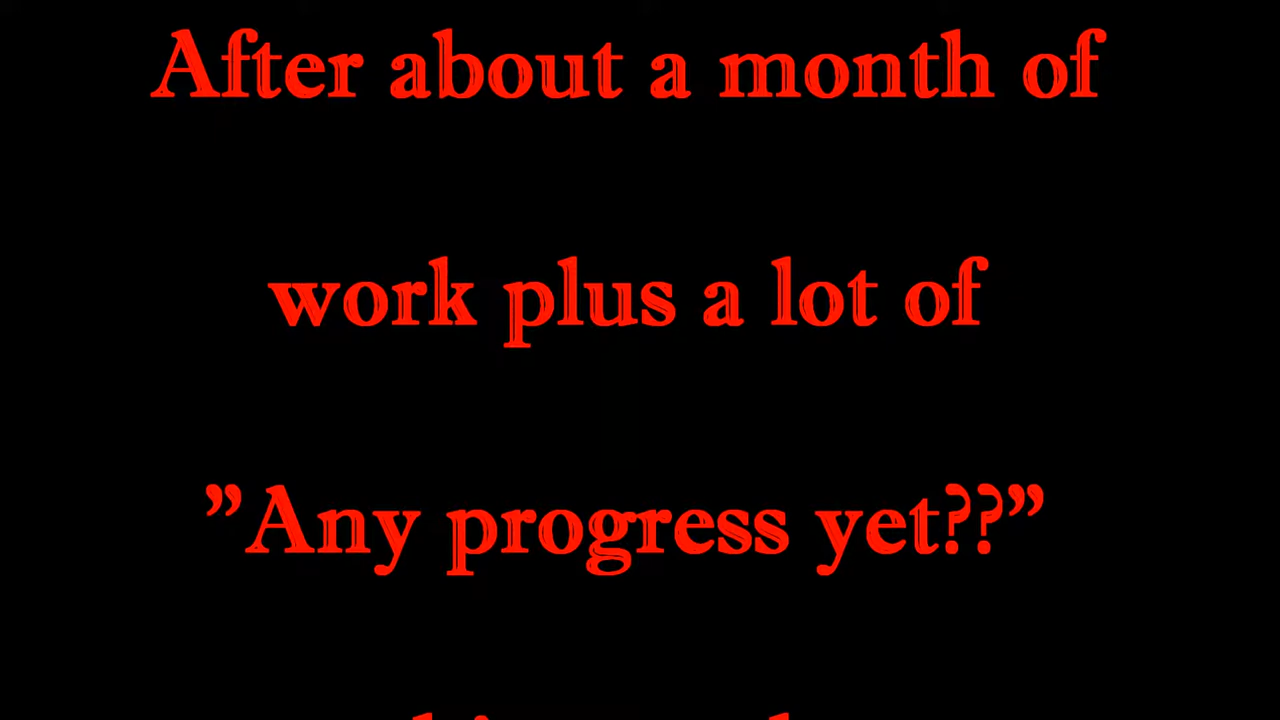 After about a month of
work plus a lot of
”Any progress yet??”